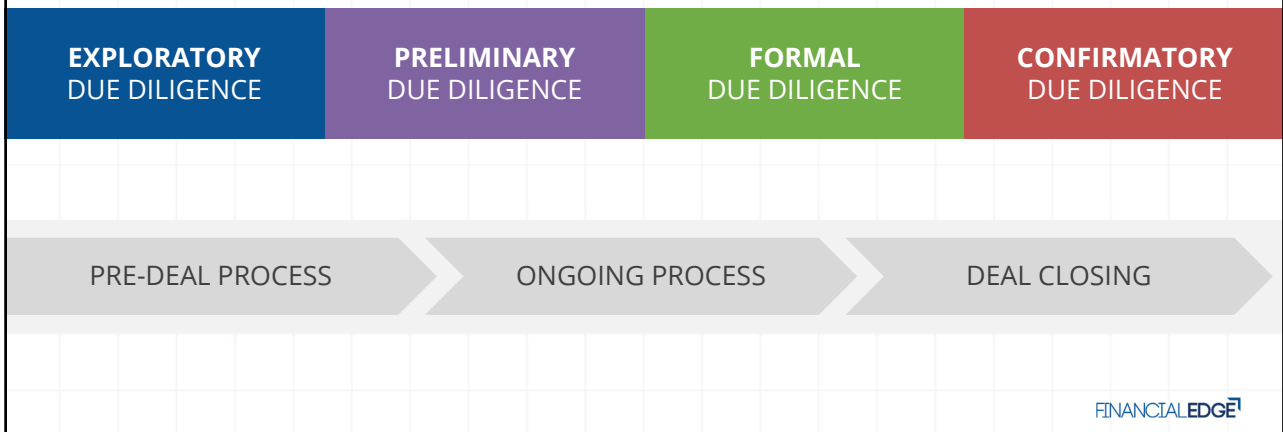 EXPLORATORY
DUE DILIGENCE
PRELIMINARY
DUE DILIGENCE
FORMAL
DUE DILIGENCE
CONFIRMATORY
DUE DILIGENCE
PRE-DEAL PROCESS
ONGOING PROCESS
DEAL CLOSING
FINANCIALEDGE